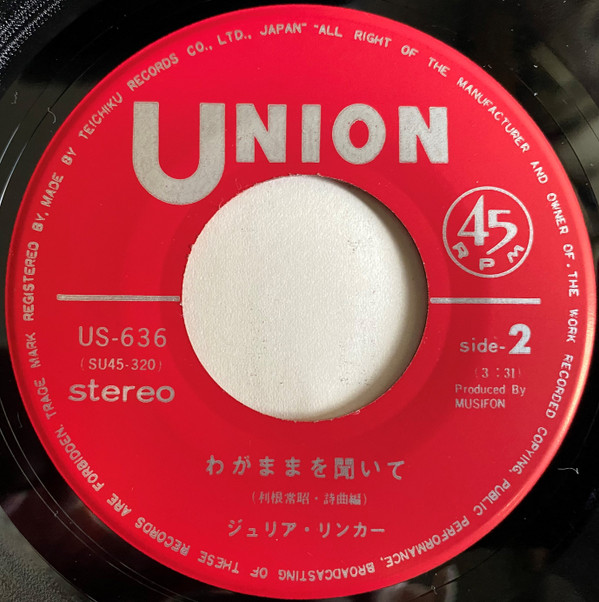 TRADE MARK REGISTERED BY, MADE BY TEICHIKU RECORDS CO., LTD., JAPAN" "ALL RIGHT OF THE MANUFACTURER AND OWNER OF. THE WORK RECORDED COPYING, PUBLIC PERFORMANCE, BROADCASTING OF THESE RECORDS ARE FORBIDDEN,
UNION
45
RPM
US-636
(SU45-320)
stereo
side-2
(3:31)
Produced By
MUSIFON
わがままを聞いて
(利根常昭・詩曲編)
ジュリア・リンカー